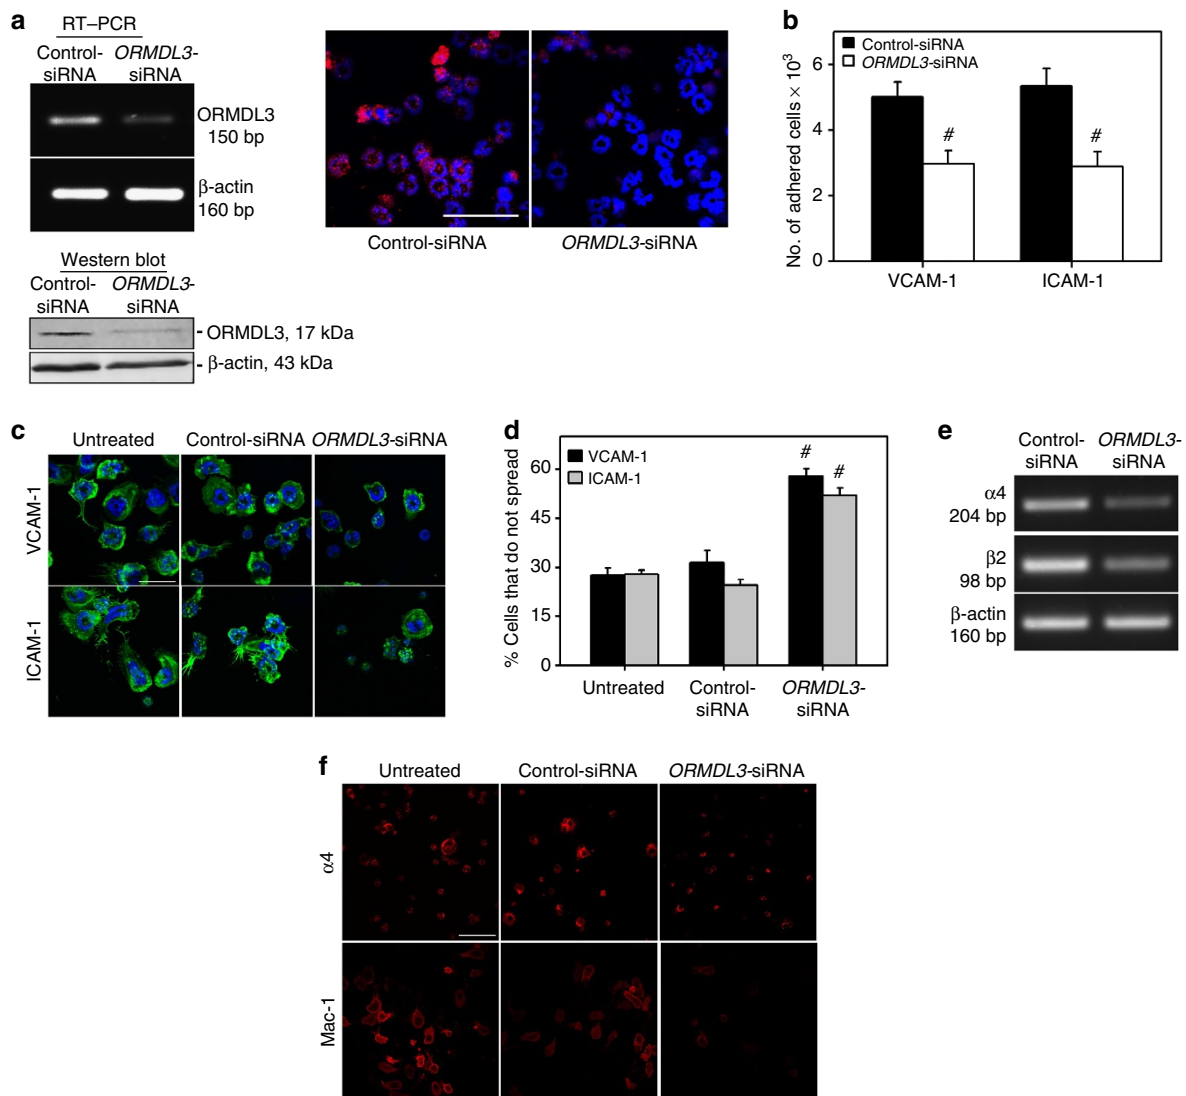 a
RT–PCR
Control-
siRNA
ORMDL3-
siRNA
ORMDL3
150 bp
β-actin
160 bp
Western blot
Control-
siRNA
ORMDL3-
siRNA
ORMDL3, 17 kDa
β-actin, 43 kDa
Control-siRNA
ORMDL3-siRNA
b
Control-siRNA
ORMDL3-siRNA
No. of adhered cells × 10³
6
4
2
0
#
#
VCAM-1
ICAM-1
c
Untreated
Control-siRNA
ORMDL3-siRNA
VCAM-1
ICAM-1
d
VCAM-1
ICAM-1
% Cells that do not spread
60
45
30
15
0
#
#
Untreated
Control-
siRNA
ORMDL3-
siRNA
e
Control-
siRNA
ORMDL3-
siRNA
α4
204 bp
β2
98 bp
β-actin
160 bp
f
Untreated
Control-siRNA
ORMDL3-siRNA
α4
Mac-1